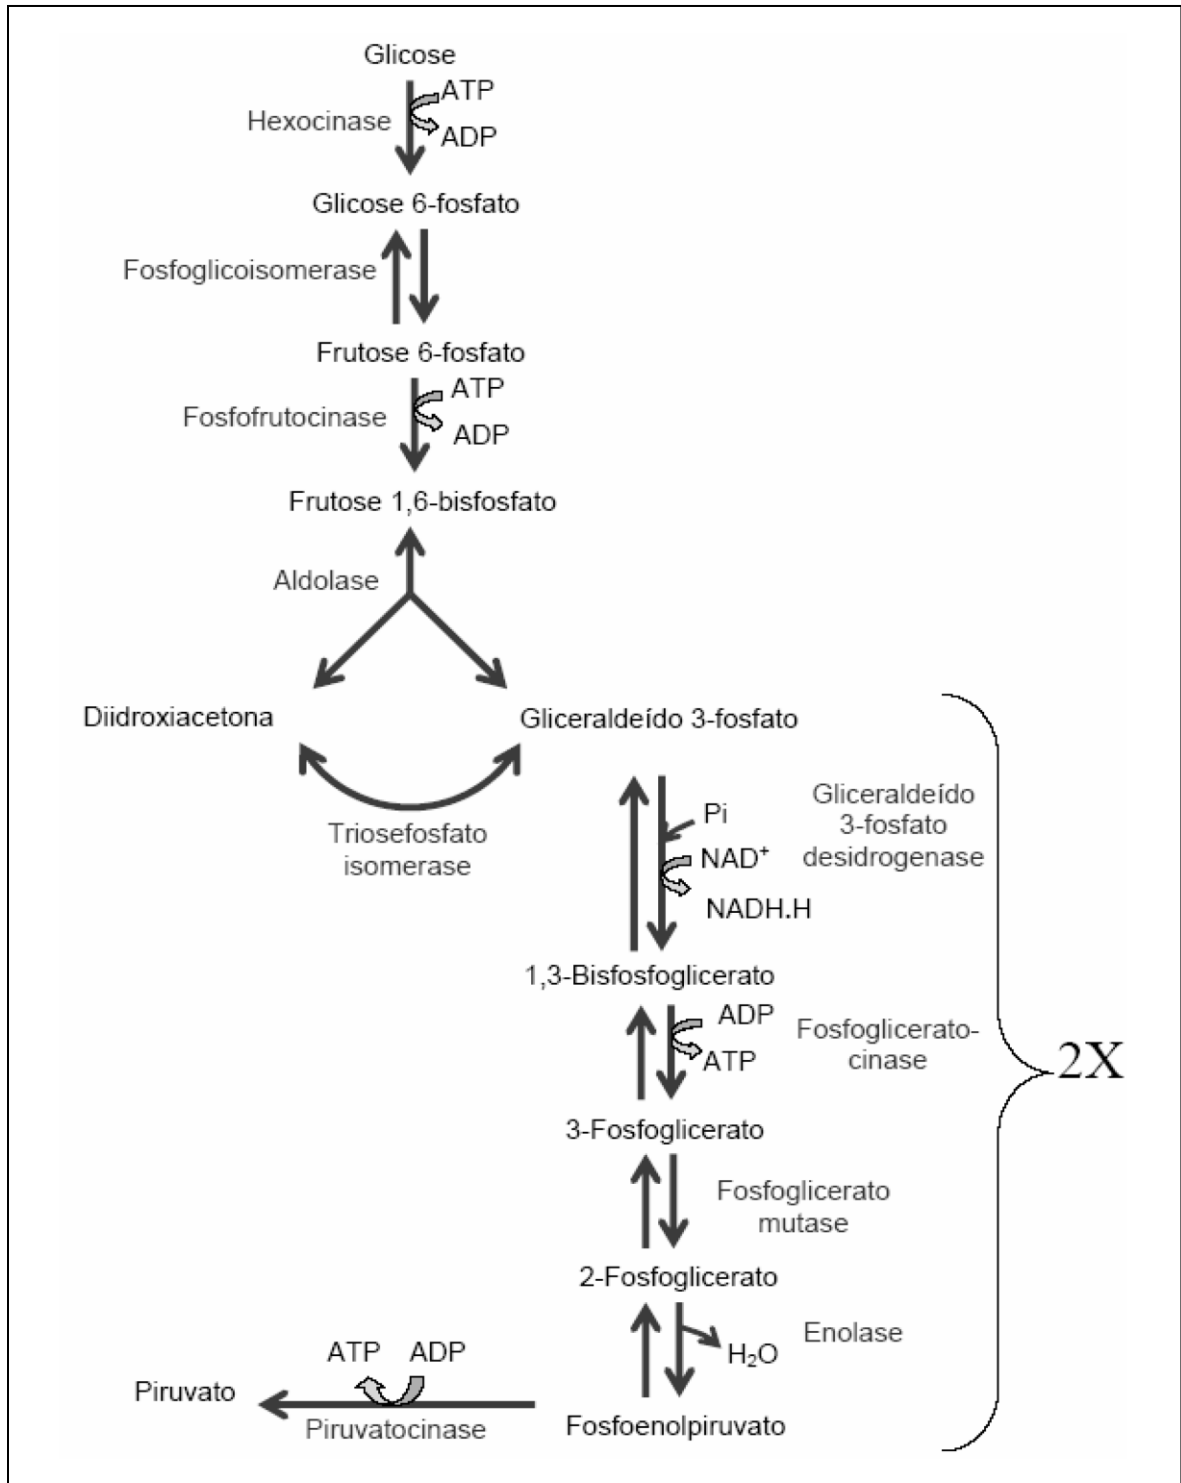 Glicose
ATP
Hexocinase
ADP
Glicose 6-fosfato
Fosfoglicoisomerase
Frutose 6-fosfato
ATP
Fosfofrutocinase
ADP
Frutose 1,6-bisfosfato
Aldolase
Diidroxiacetona
Gliceraldeído 3-fosfato
Triosefosfato
isomerase
Pi
NAD⁺
NADH.H
Gliceraldeído
3-fosfato
desidrogenase
1,3-Bisfosfoglicerato
ADP
ATP
Fosfoglicerato-
cinase
2X
3-Fosfoglicerato
Fosfoglicerato
mutase
2-Fosfoglicerato
Enolase
H₂O
ATP ADP
Piruvato
Piruvatocinase
Fosfoenolpiruvato